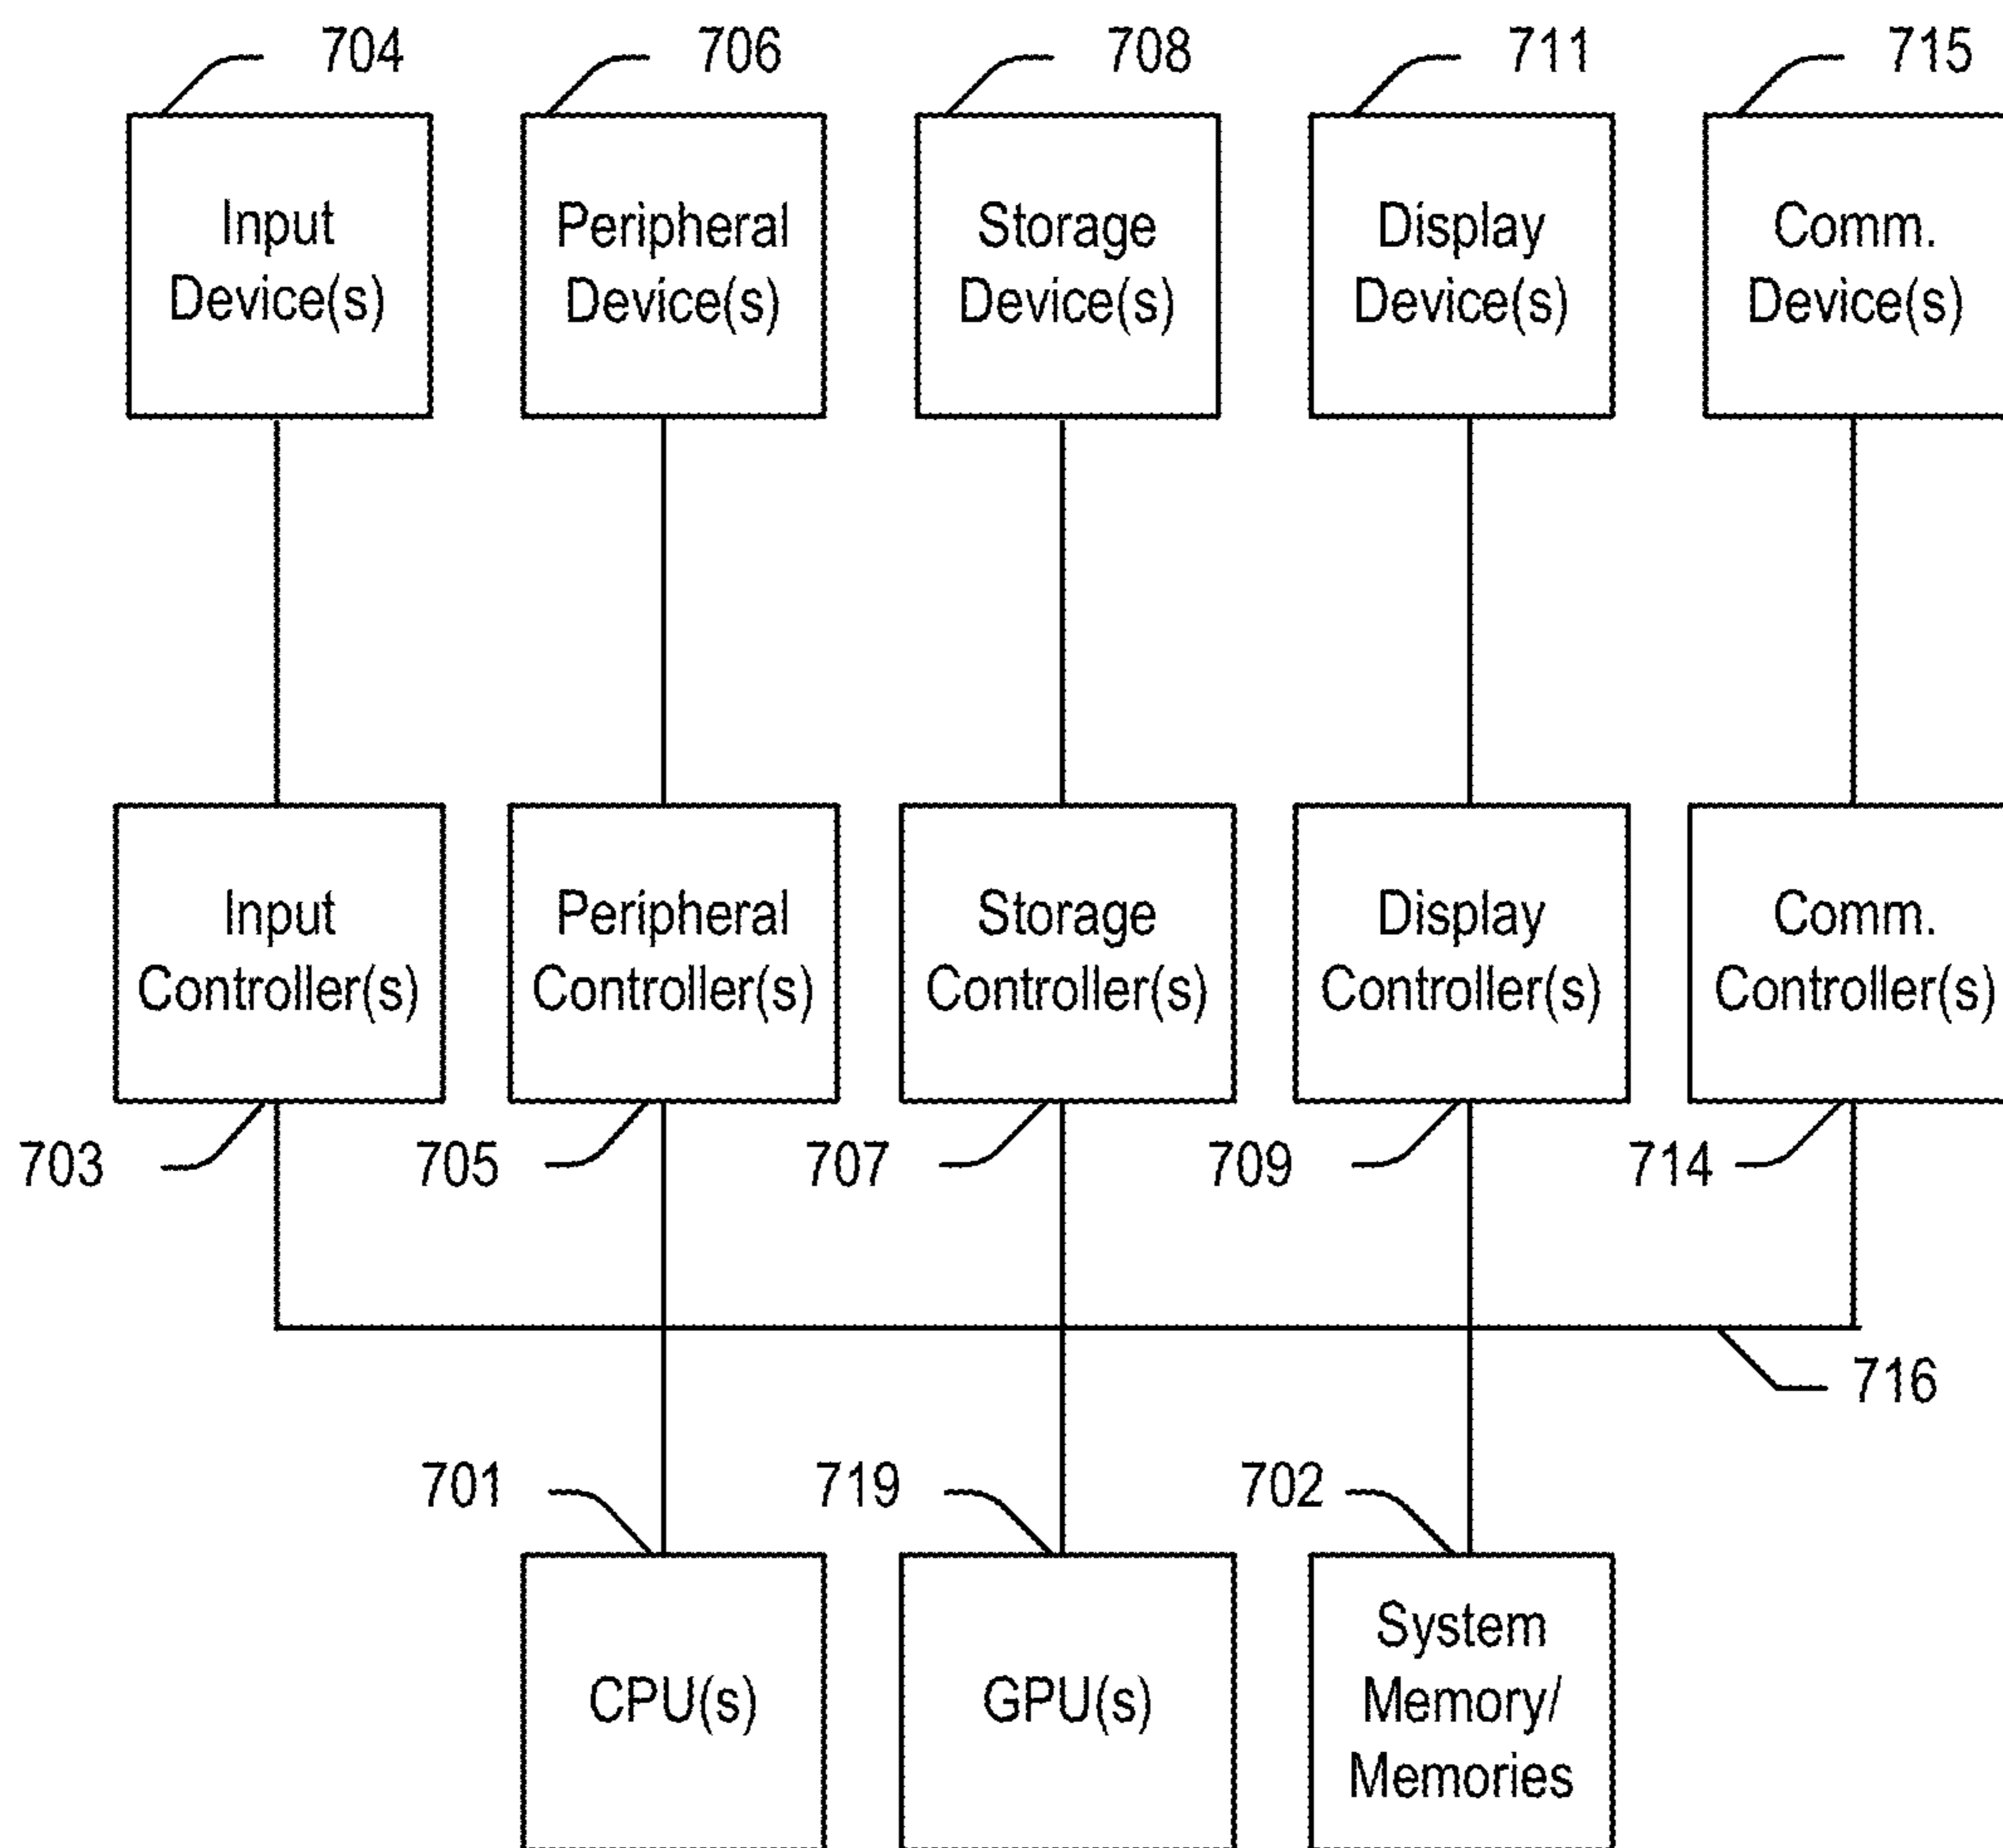 704
706
708
711
715
Input
Device(s)
Peripheral
Device(s)
Storage
Device(s)
Display
Device(s)
Comm.
Device(s)
Input
Controller(s)
Peripheral
Controller(s)
Storage
Controller(s)
Display
Controller(s)
Comm.
Controller(s)
703
705
707
709
714
716
701
719
702
CPU(s)
GPU(s)
System
Memory/
Memories